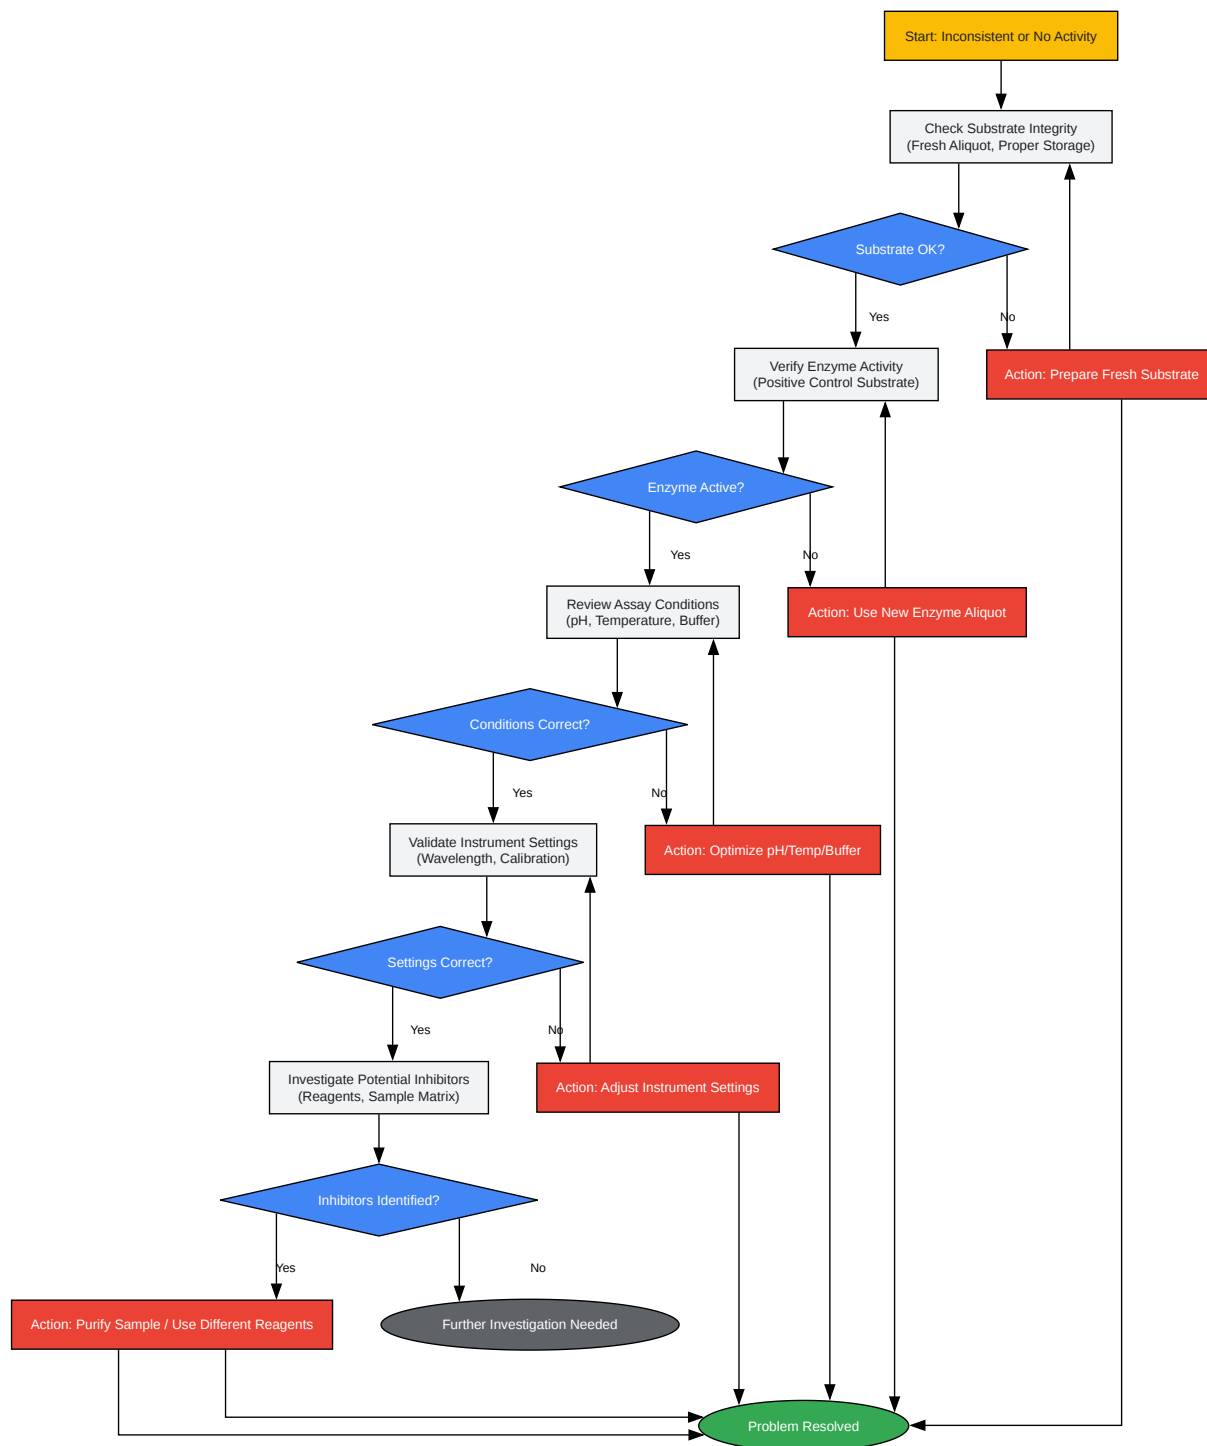 Start: Inconsistent or No Activity
Check Substrate Integrity
(Fresh Aliquot, Proper Storage)
Substrate OK?
Yes
No
Verify Enzyme Activity
(Positive Control Substrate)
Action: Prepare Fresh Substrate
Enzyme Active?
Yes
No
Review Assay Conditions
(pH, Temperature, Buffer)
Action: Use New Enzyme Aliquot
Conditions Correct?
Yes
No
Validate Instrument Settings
(Wavelength, Calibration)
Action: Optimize pH/Temp/Buffer
Settings Correct?
Yes
No
Investigate Potential Inhibitors
(Reagents, Sample Matrix)
Action: Adjust Instrument Settings
Inhibitors Identified?
Yes
No
Action: Purify Sample / Use Different Reagents
Further Investigation Needed
Problem Resolved